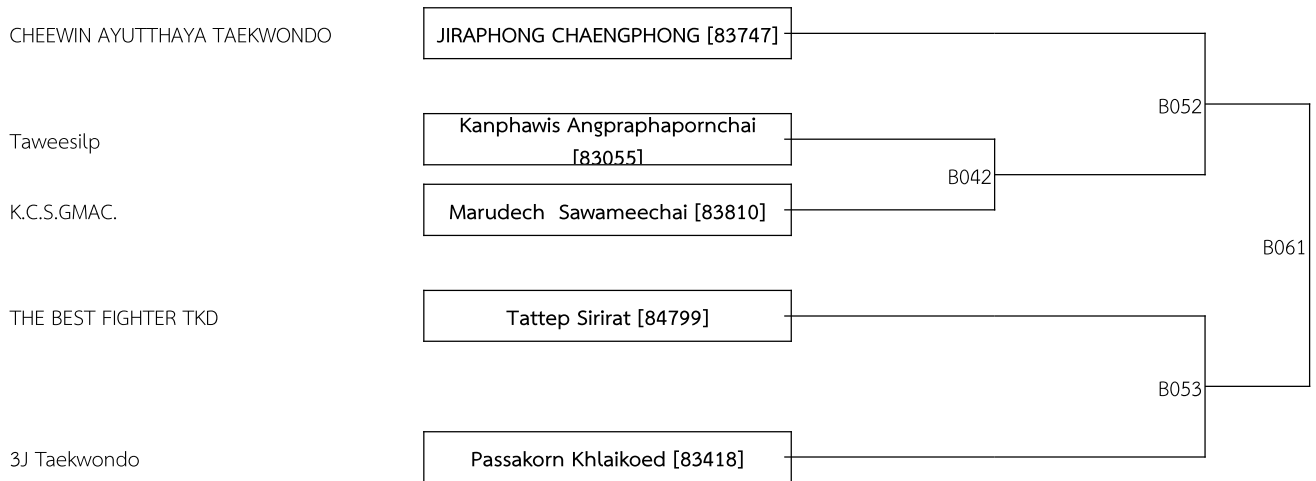 CHEEWIN AYUTTHAYA TAEKWONDO
JIRAPHONG CHAENGPHONG [83747]
B052
Taweesilp
Kanphawis Angpraphapornchai
[83055]
B042
K.C.S.GMAC.
Marudech  Sawameechai [83810]
B061
THE BEST FIGHTER TKD
Tattep Sirirat [84799]
B053
3J Taekwondo
Passakorn Khlaikoed [83418]